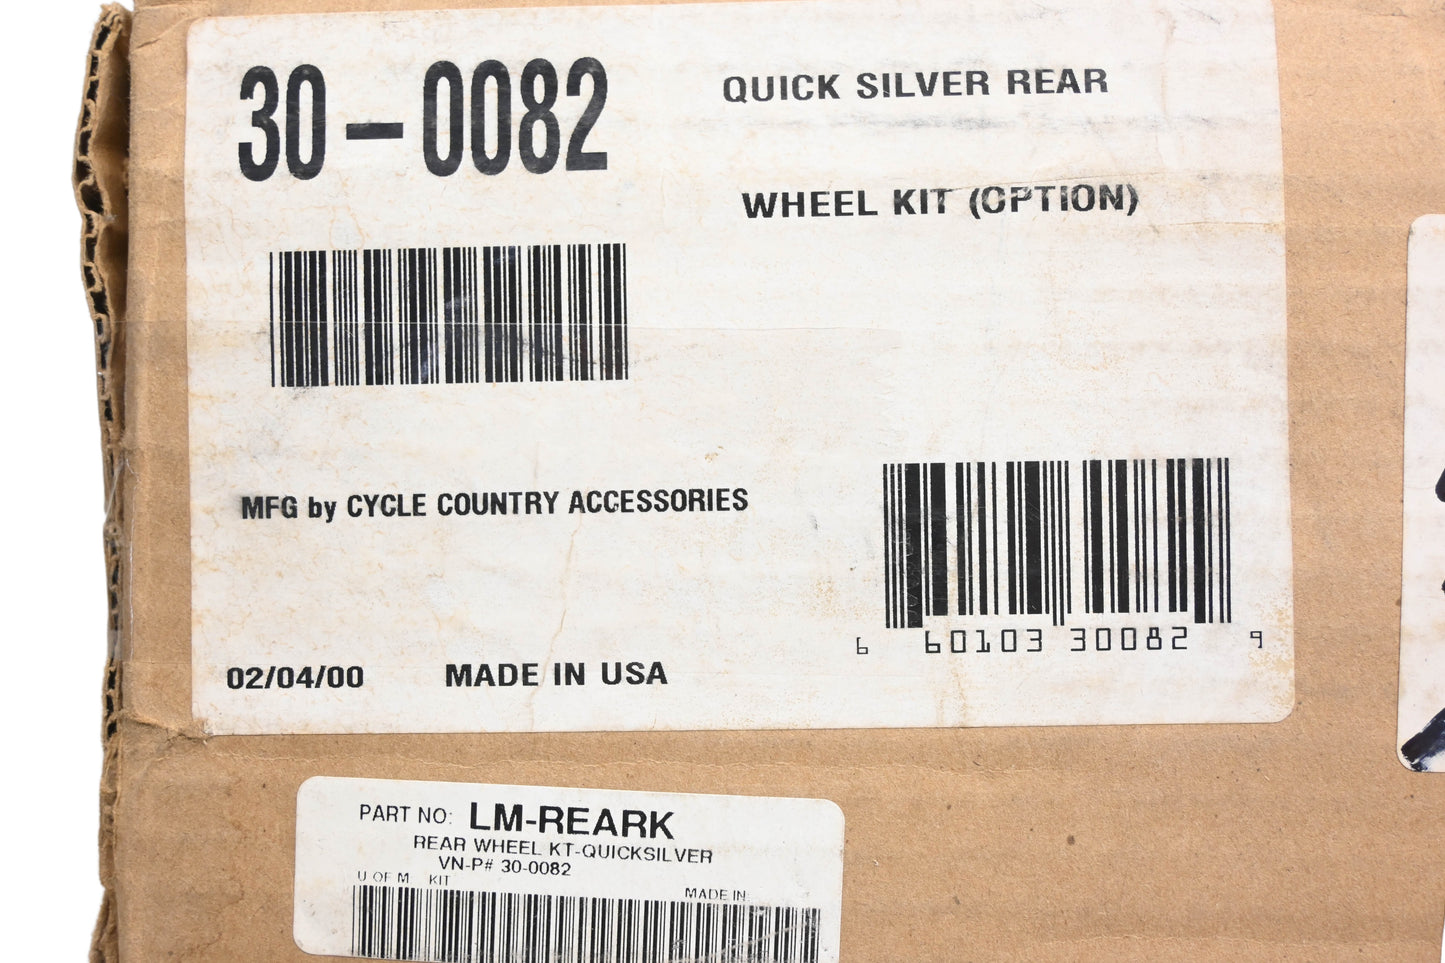 30-0082
QUICK SILVER REAR
WHEEL KIT (OPTION)
MFG by CYCLE COUNTRY ACCESSORIES
6 60103 30082 9
02/04/00 MADE IN USA
PART NO: LM-REARK
REAR WHEEL KT-QUICKSILVER
VN-P# 30-0082
U OF M KIT MADE IN: